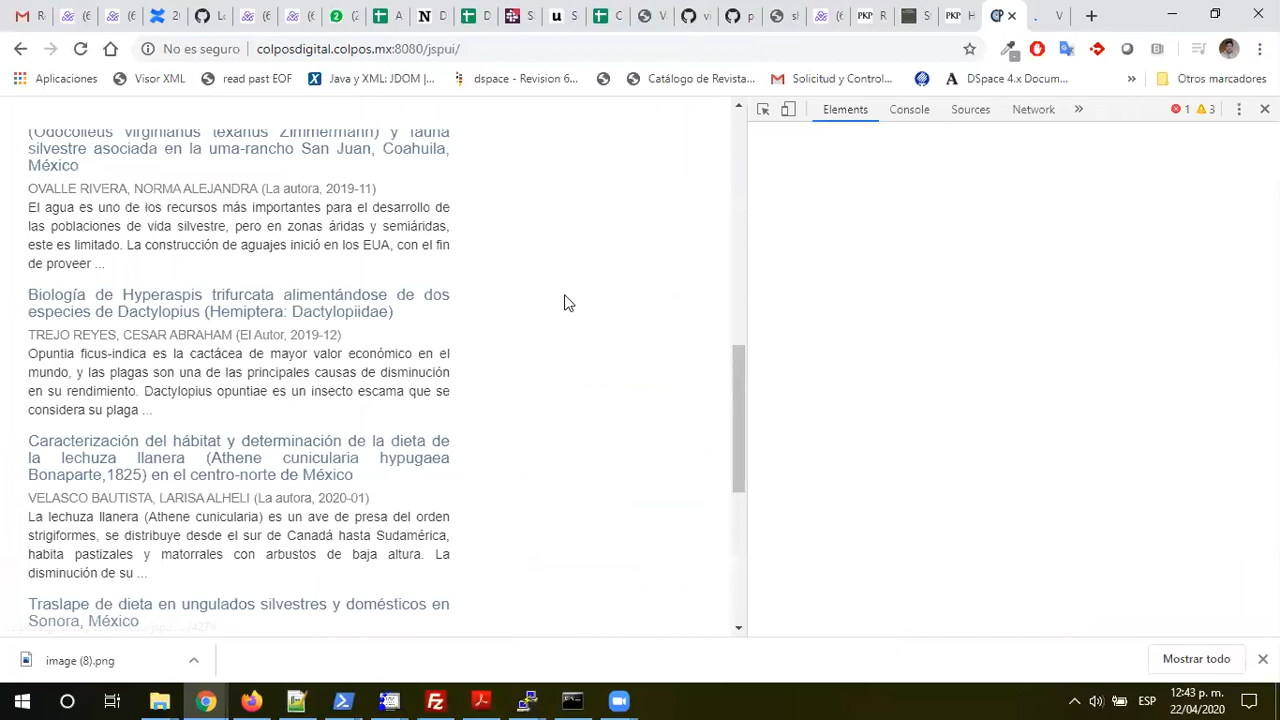 2
No es seguro
colposdigital.colpos.mx:8080/jspui/
Aplicaciones
Visor XML
read past EOF
Java y XML: JDOM |...
dspace - Revision 6...
Catálogo de Revista...
Solicitud y Control...
DSpace 4.x Docum...
Otros marcadores
(Odocoileus virginianus texanus Zimmermann) y fauna
silvestre asociada en la uma-rancho San Juan, Coahuila,
México
OVALLE RIVERA, NORMA ALEJANDRA (La autora, 2019-11)
El agua es uno de los recursos más importantes para el desarrollo de
las poblaciones de vida silvestre, pero en zonas áridas y semiáridas,
este es limitado. La construcción de aguajes inició en los EUA, con el fin
de proveer ...
Biología de Hyperaspis trifurcata alimentándose de dos
especies de Dactylopius (Hemiptera: Dactylopiidae)
TREJO REYES, CESAR ABRAHAM (El Autor, 2019-12)
Opuntia ficus-indica es la cactácea de mayor valor económico en el
mundo, y las plagas son una de las principales causas de disminución
en su rendimiento. Dactylopius opuntiae es un insecto escama que se
considera su plaga ...
Caracterización del hábitat y determinación de la dieta de
la lechuza llanera (Athene cunicularia hypugaea
Bonaparte,1825) en el centro-norte de México
VELASCO BAUTISTA, LARISA ALHELI (La autora, 2020-01)
La lechuza llanera (Athene cunicularia) es un ave de presa del orden
strigiformes, se distribuye desde el sur de Canadá hasta Sudamérica,
habita pastizales y matorrales con arbustos de baja altura. La
disminución de su ...
Traslape de dieta en ungulados silvestres y domésticos en
Sonora, México
Elements
Console
Sources
Network
1
3
image (8).png
Mostrar todo
ESP
12:43 p. m.
22/04/2020